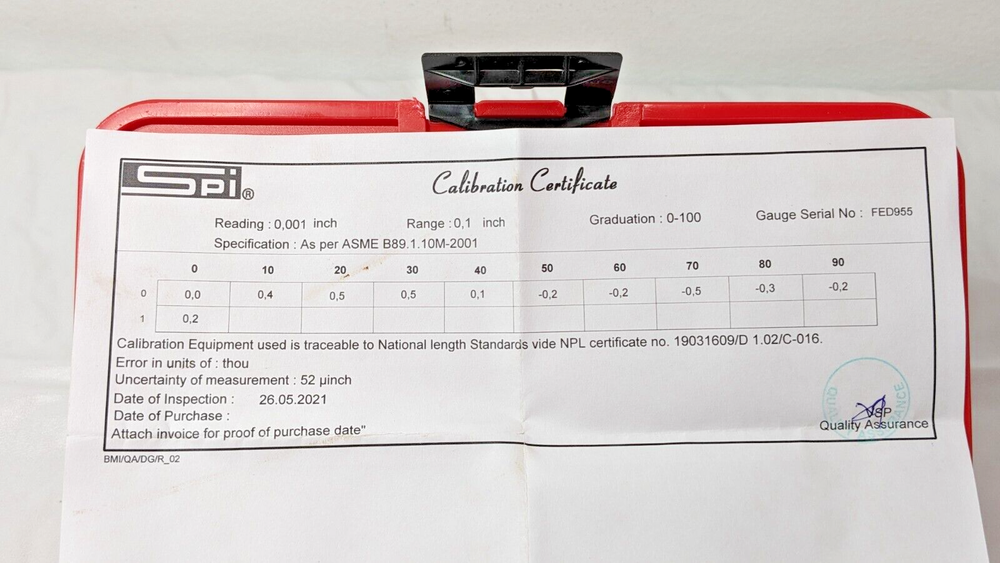 SPi®
Calibration Certificate
Reading : 0,001 inch Range : 0,1 inch Graduation : 0-100 Gauge Serial No : FED955
Specification : As per ASME B89.1.10M-2001
0 10 20 30 40 50 60 70 80 90
0 0,0 0,4 0,5 0,5 0,1 -0,2 -0,2 -0,5 -0,3 -0,2
1 0,2
Calibration Equipment used is traceable to National length Standards vide NPL certificate no. 19031609/D 1.02/C-016.
Error in units of : thou
Uncertainty of measurement : 52 µinch
Date of Inspection : 26.05.2021
Date of Purchase :
Attach invoice for proof of purchase date"
VSP
Quality Assurance
BMI/QA/DG/R_02